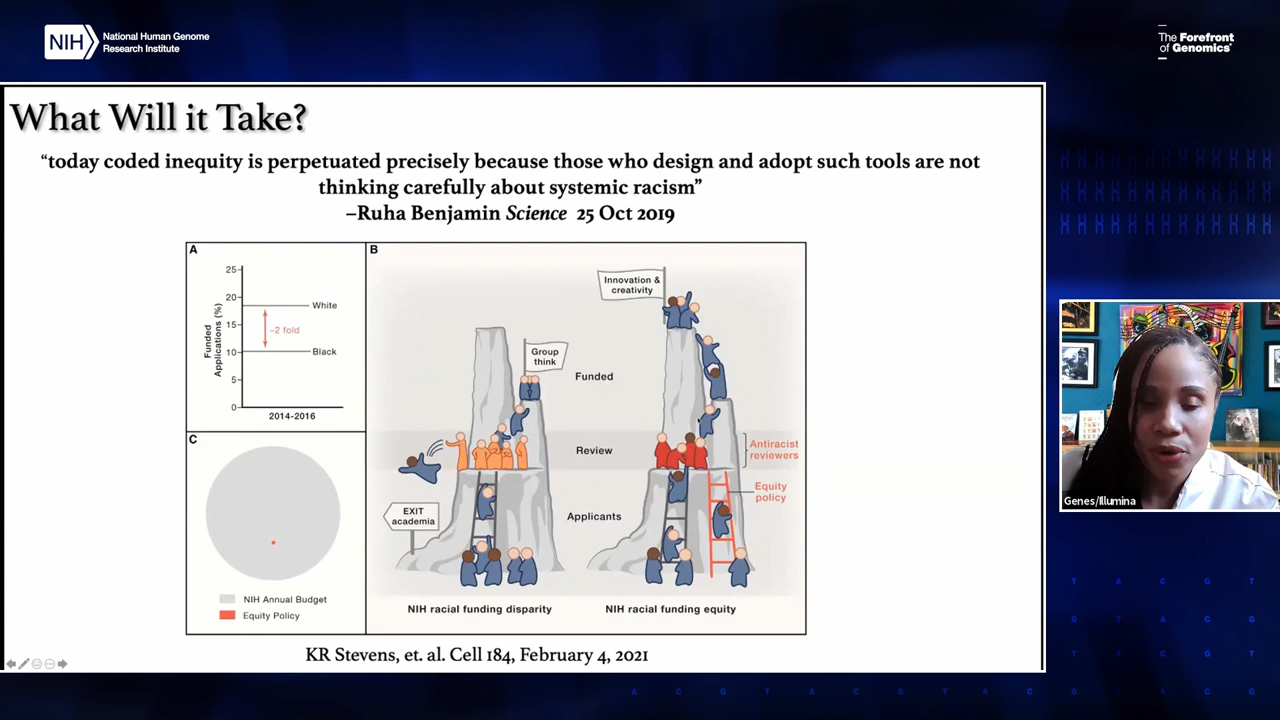 NIH
National Human Genome
Research Institute
The Forefront
of Genomics®
What Will it Take?
“today coded inequity is perpetuated precisely because those who design and adopt such tools are not
thinking carefully about systemic racism”
–Ruha Benjamin Science 25 Oct 2019
A
25
20
15
10
5
0
Funded
Applications (%)
White
~2 fold
Black
2014-2016
B
Innovation &
creativity
Group
think
Funded
Review
Antiracist
reviewers
Equity
policy
EXIT
academia
Applicants
NIH racial funding disparity
NIH racial funding equity
C
NIH Annual Budget
Equity Policy
KR Stevens, et. al. Cell 184, February 4, 2021
Genes/Illumina
T A C G T
G T A C G
T A C G T
A C G T A C G T A C G T A C G T